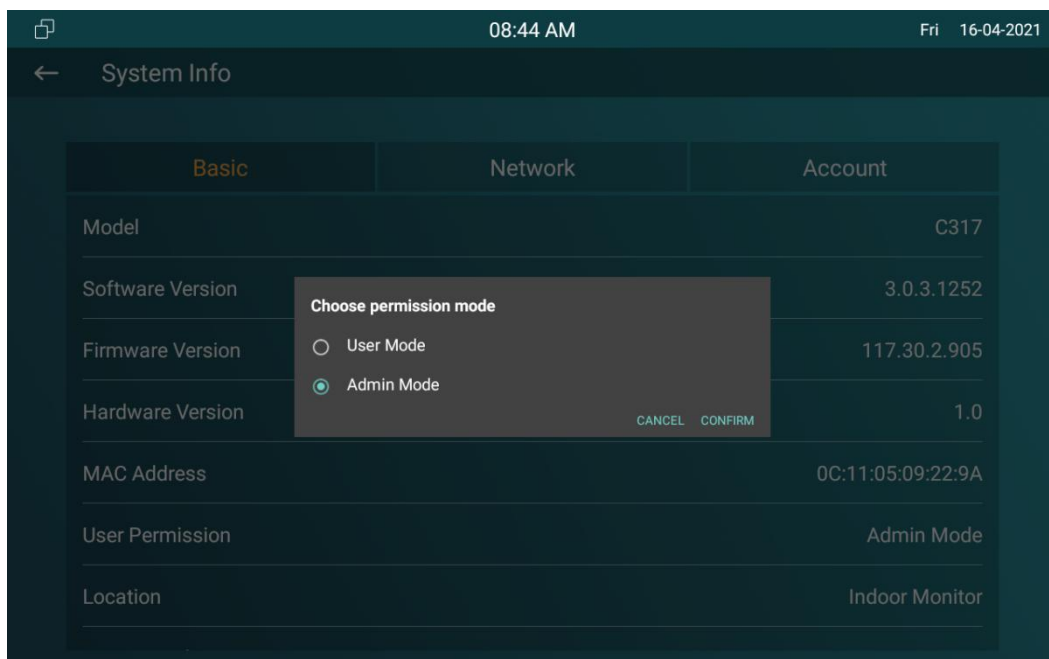 08:44 AM
Fri 16-04-2021
System Info
Basic Network Account
Model C317
Software Version 3.0.3.1252
Firmware Version 117.30.2.905
Hardware Version 1.0
MAC Address 0C:11:05:09:22:9A
User Permission Admin Mode
Location Indoor Monitor
Choose permission mode
User Mode
Admin Mode
CANCEL CONFIRM